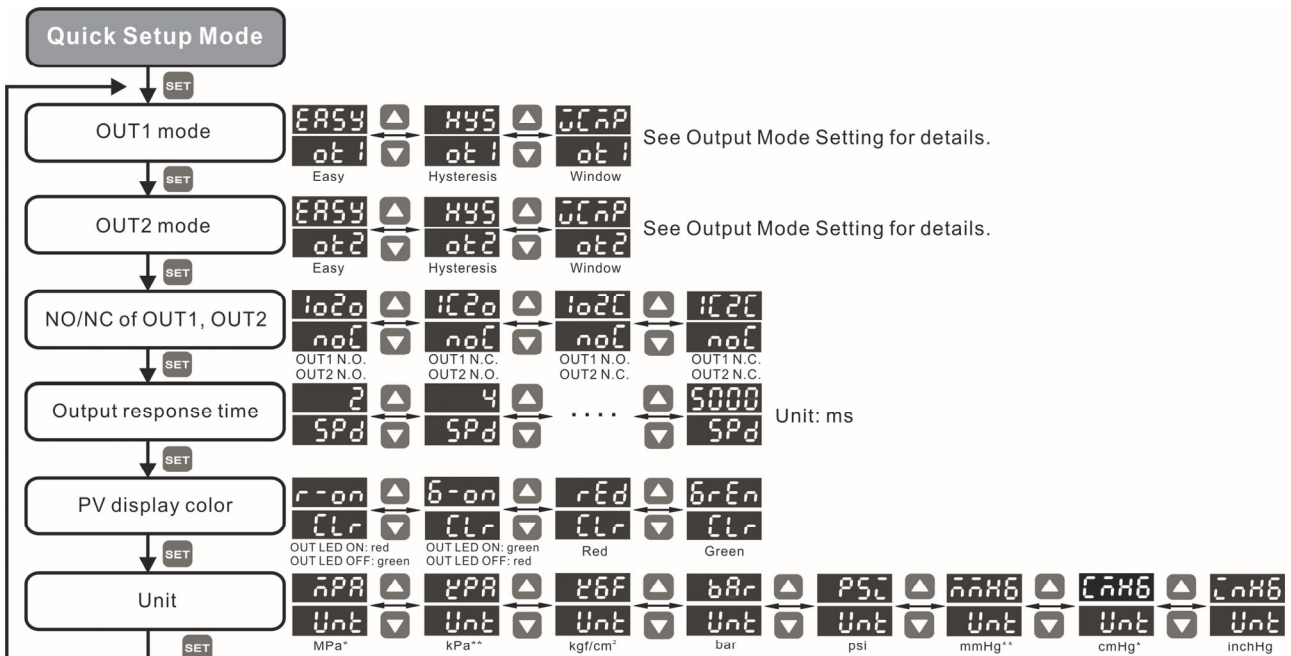 Quick Setup Mode
SET
OUT1 mode
EASY HYS wCmP
ot1 ot1 ot1
Easy Hysteresis Window
See Output Mode Setting for details.
SET
OUT2 mode
EASY HYS wCmP
ot2 ot2 ot2
Easy Hysteresis Window
See Output Mode Setting for details.
SET
NO/NC of OUT1, OUT2
1o2o 1C2o 1o2C 1C2C
noC noC noC noC
OUT1 N.O. OUT1 N.C. OUT1 N.O. OUT1 N.C.
OUT2 N.O. OUT2 N.O. OUT2 N.C. OUT2 N.C.
SET
Output response time
2 4 .... 5000
SPd SPd SPd
Unit: ms
SET
PV display color
r-on G-on rEd GrEn
CLr CLr CLr CLr
OUT LED ON: red OUT LED ON: green Red Green
OUT LED OFF: green OUT LED OFF: red
SET
Unit
mPA KPA KGF bAr PSi mmHG CmHG inHG
Unt Unt Unt Unt Unt Unt Unt Unt
MPa* kPa** kgf/cm² bar psi mmHg** cmHg* inchHg
SET